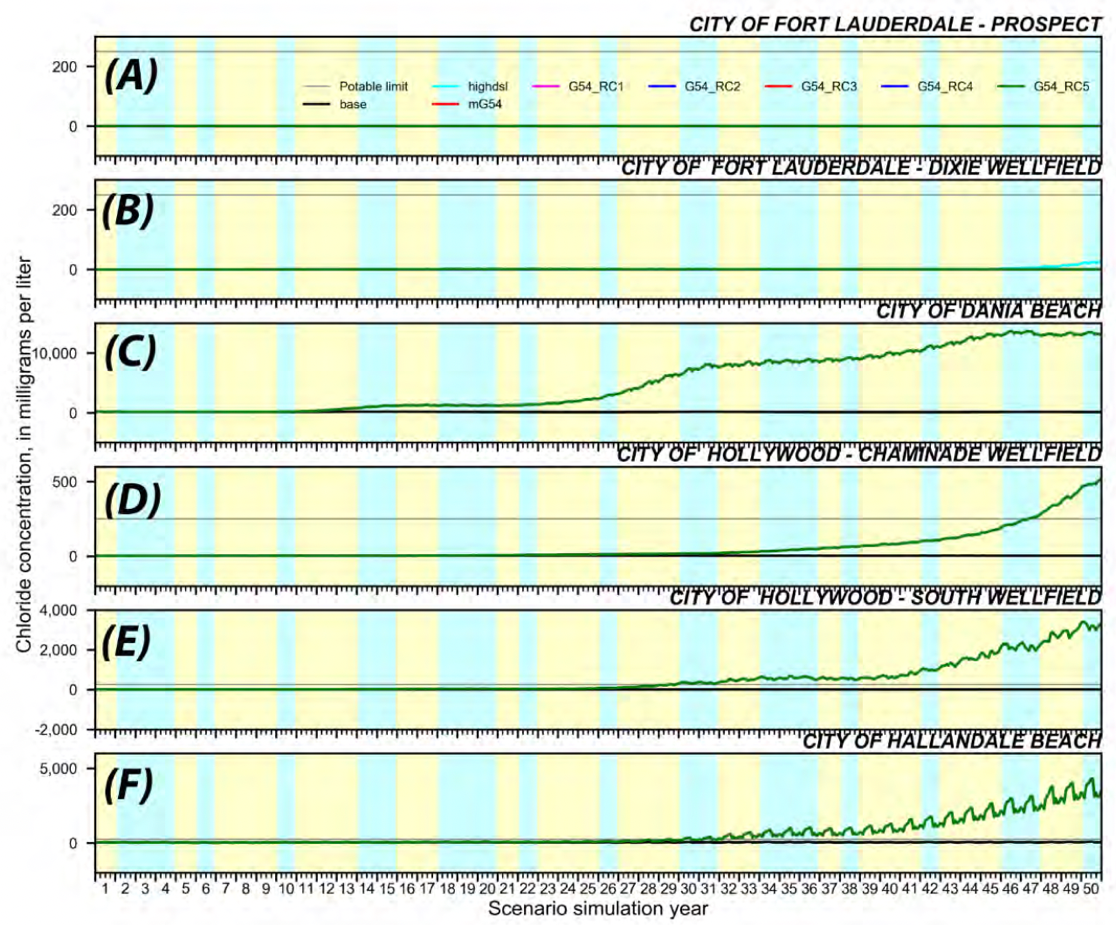 CITY OF FORT LAUDERDALE - PROSPECT
(A)
200
0
Potable limit highdsl G54_RC1 G54_RC2 G54_RC3 G54_RC4 G54_RC5
base mG54
CITY OF FORT LAUDERDALE - DIXIE WELLFIELD
(B)
200
0
CITY OF DANIA BEACH
(C)
10,000
0
CITY OF HOLLYWOOD - CHAMINADE WELLFIELD
(D)
500
0
CITY OF HOLLYWOOD - SOUTH WELLFIELD
(E)
4,000
2,000
0
-2,000
CITY OF HALLANDALE BEACH
(F)
5,000
0
Chloride concentration, in milligrams per liter
1 2 3 4 5 6 7 8 9 10 11 12 13 14 15 16 17 18 19 20 21 22 23 24 25 26 27 28 29 30 31 32 33 34 35 36 37 38 39 40 41 42 43 44 45 46 47 48 49 50
Scenario simulation year